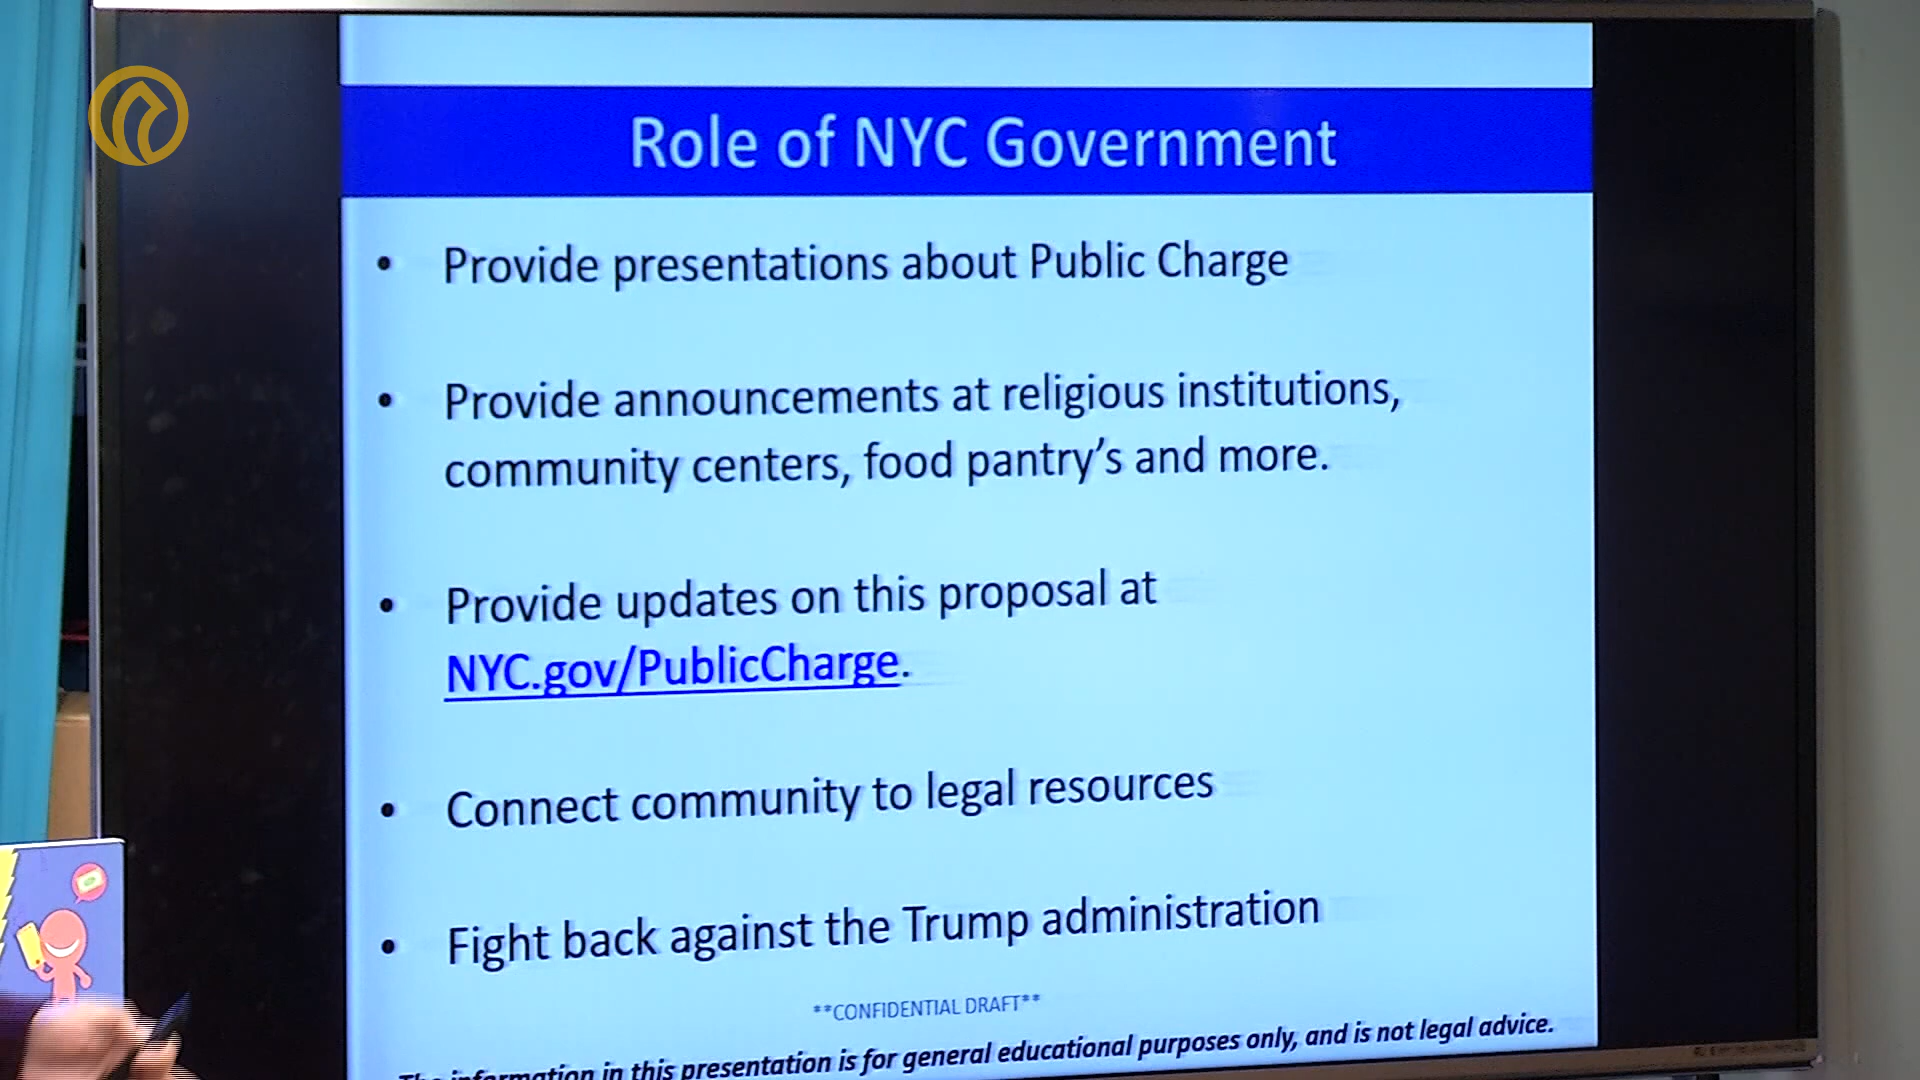 Role of NYC Government
• Provide presentations about Public Charge
• Provide announcements at religious institutions,
community centers, food pantry’s and more.
• Provide updates on this proposal at
NYC.gov/PublicCharge.
• Connect community to legal resources
• Fight back against the Trump administration
**CONFIDENTIAL DRAFT**
The information in this presentation is for general educational purposes only, and is not legal advice.